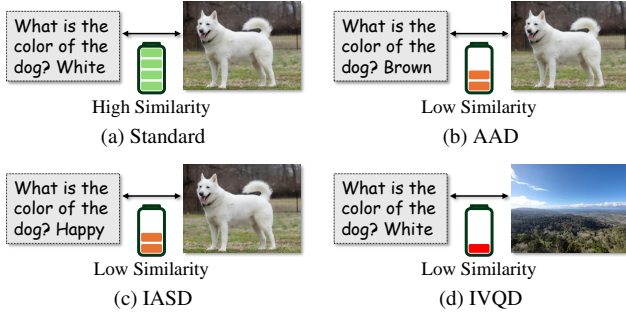 What is the
color of the
dog? White
High Similarity
(a) Standard
What is the
color of the
dog? Brown
Low Similarity
(b) AAD
What is the
color of the
dog? Happy
Low Similarity
(c) IASD
What is the
color of the
dog? White
Low Similarity
(d) IVQD